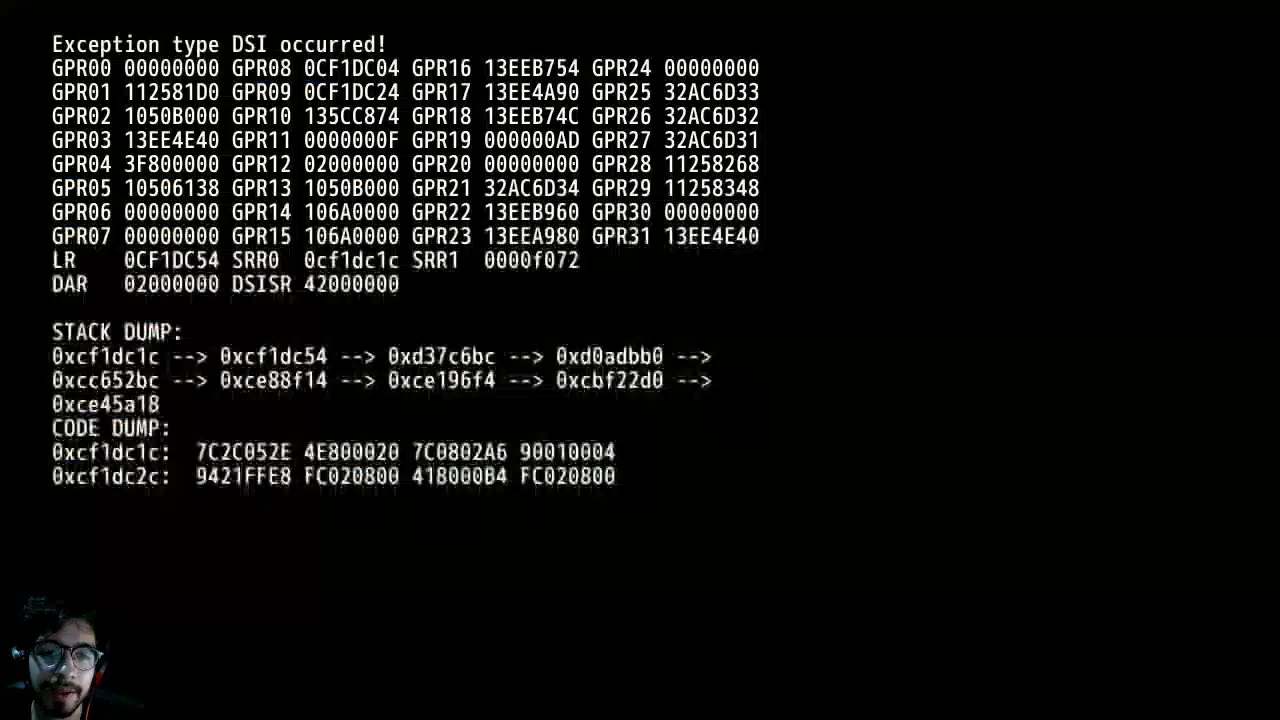 Exception type DSI occurred!
GPR00 00000000 GPR08 0CF1DC04 GPR16 13EEB754 GPR24 00000000
GPR01 112581D0 GPR09 0CF1DC24 GPR17 13EE4A90 GPR25 32AC6D33
GPR02 1050B000 GPR10 135CC874 GPR18 13EEB74C GPR26 32AC6D32
GPR03 13EE4E40 GPR11 0000000F GPR19 000000AD GPR27 32AC6D31
GPR04 3F800000 GPR12 02000000 GPR20 00000000 GPR28 11258268
GPR05 10506138 GPR13 1050B000 GPR21 32AC6D34 GPR29 11258348
GPR06 00000000 GPR14 106A0000 GPR22 13EEB960 GPR30 00000000
GPR07 00000000 GPR15 106A0000 GPR23 13EEA980 GPR31 13EE4E40
LR 0CF1DC54 SRR0 0cf1dc1c SRR1 0000f072
DAR 02000000 DSISR 42000000
STACK DUMP:
0xcf1dc1c --> 0xcf1dc54 --> 0xd37c6bc --> 0xd0adbb0 -->
0xcc652bc --> 0xce88f14 --> 0xce196f4 --> 0xcbf22d0 -->
0xce45a18
CODE DUMP:
0xcf1dc1c: 7C2C052E 4E800020 7C0802A6 90010004
0xcf1dc2c: 9421FFE8 FC020800 418000B4 FC020800